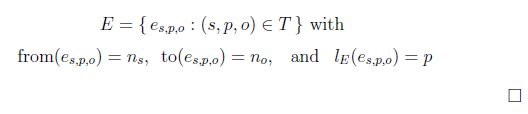 E = { e_{s,p,o} : (s, p, o) ∈ T } with
from(e_{s,p,o}) = n_s, to(e_{s,p,o}) = n_o, and l_E(e_{s,p,o}) = p
□